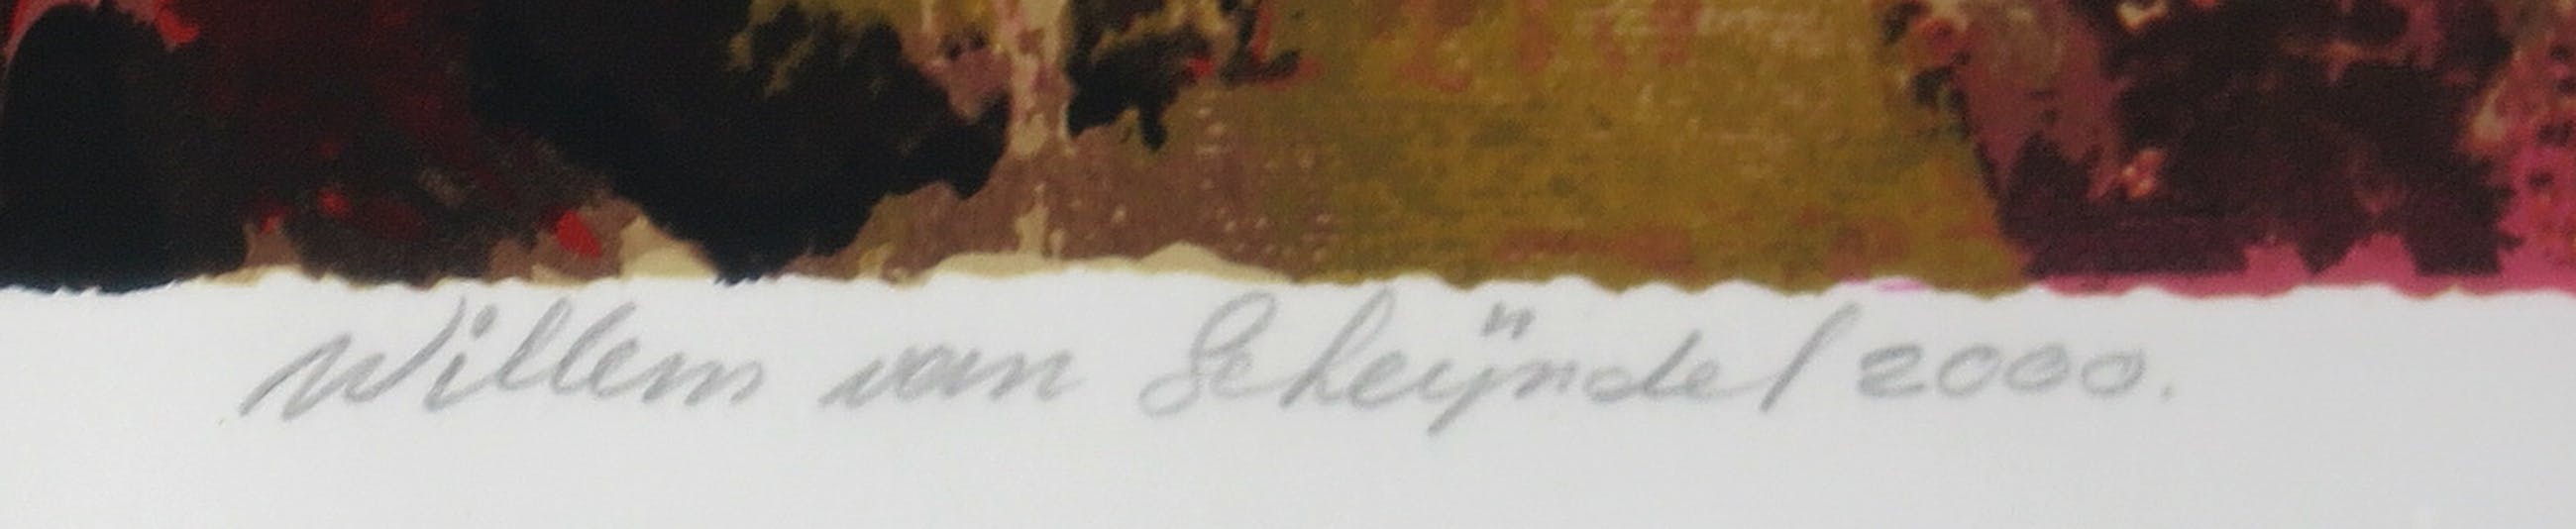 Willem van Scheijndel 2000.